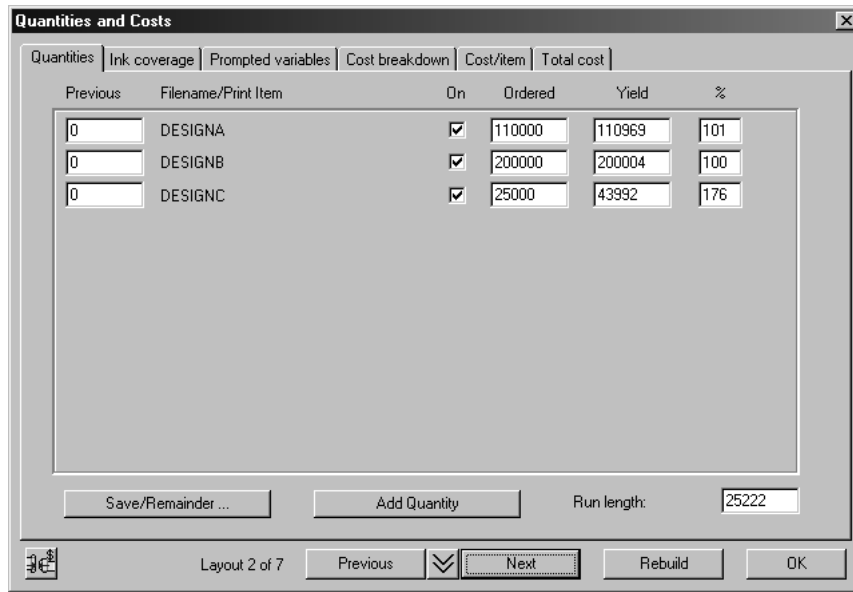 Quantities and Costs
Quantities Ink coverage Prompted variables Cost breakdown Cost/item Total cost
Previous Filename/Print Item On Ordered Yield %
0 DESIGNA 110000 110969 101
0 DESIGNB 200000 200004 100
0 DESIGNC 25000 43992 176
Save/Remainder ... Add Quantity Run length: 25222
Layout 2 of 7 Previous Next Rebuild OK